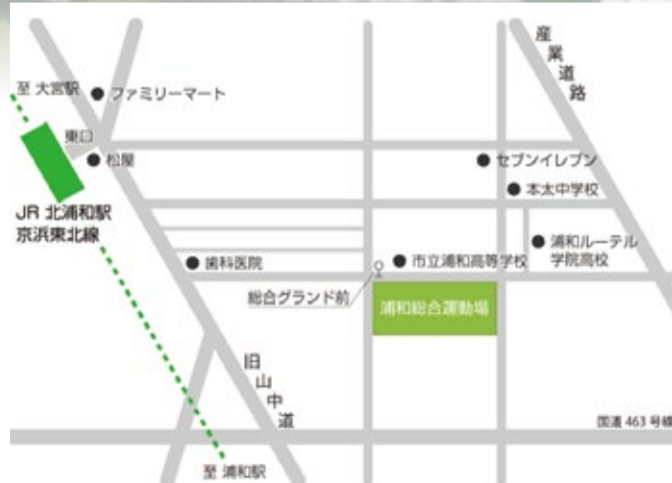 産業道路
至 大宮駅
ファミリーマート
東口
松屋
セブンイレブン
本太中学校
JR 北浦和駅
京浜東北線
歯科医院
市立浦和高等学校
浦和ルーテル
学院高校
総合グランド前
浦和総合運動場
旧山中道
国道 463 号線
至 浦和駅